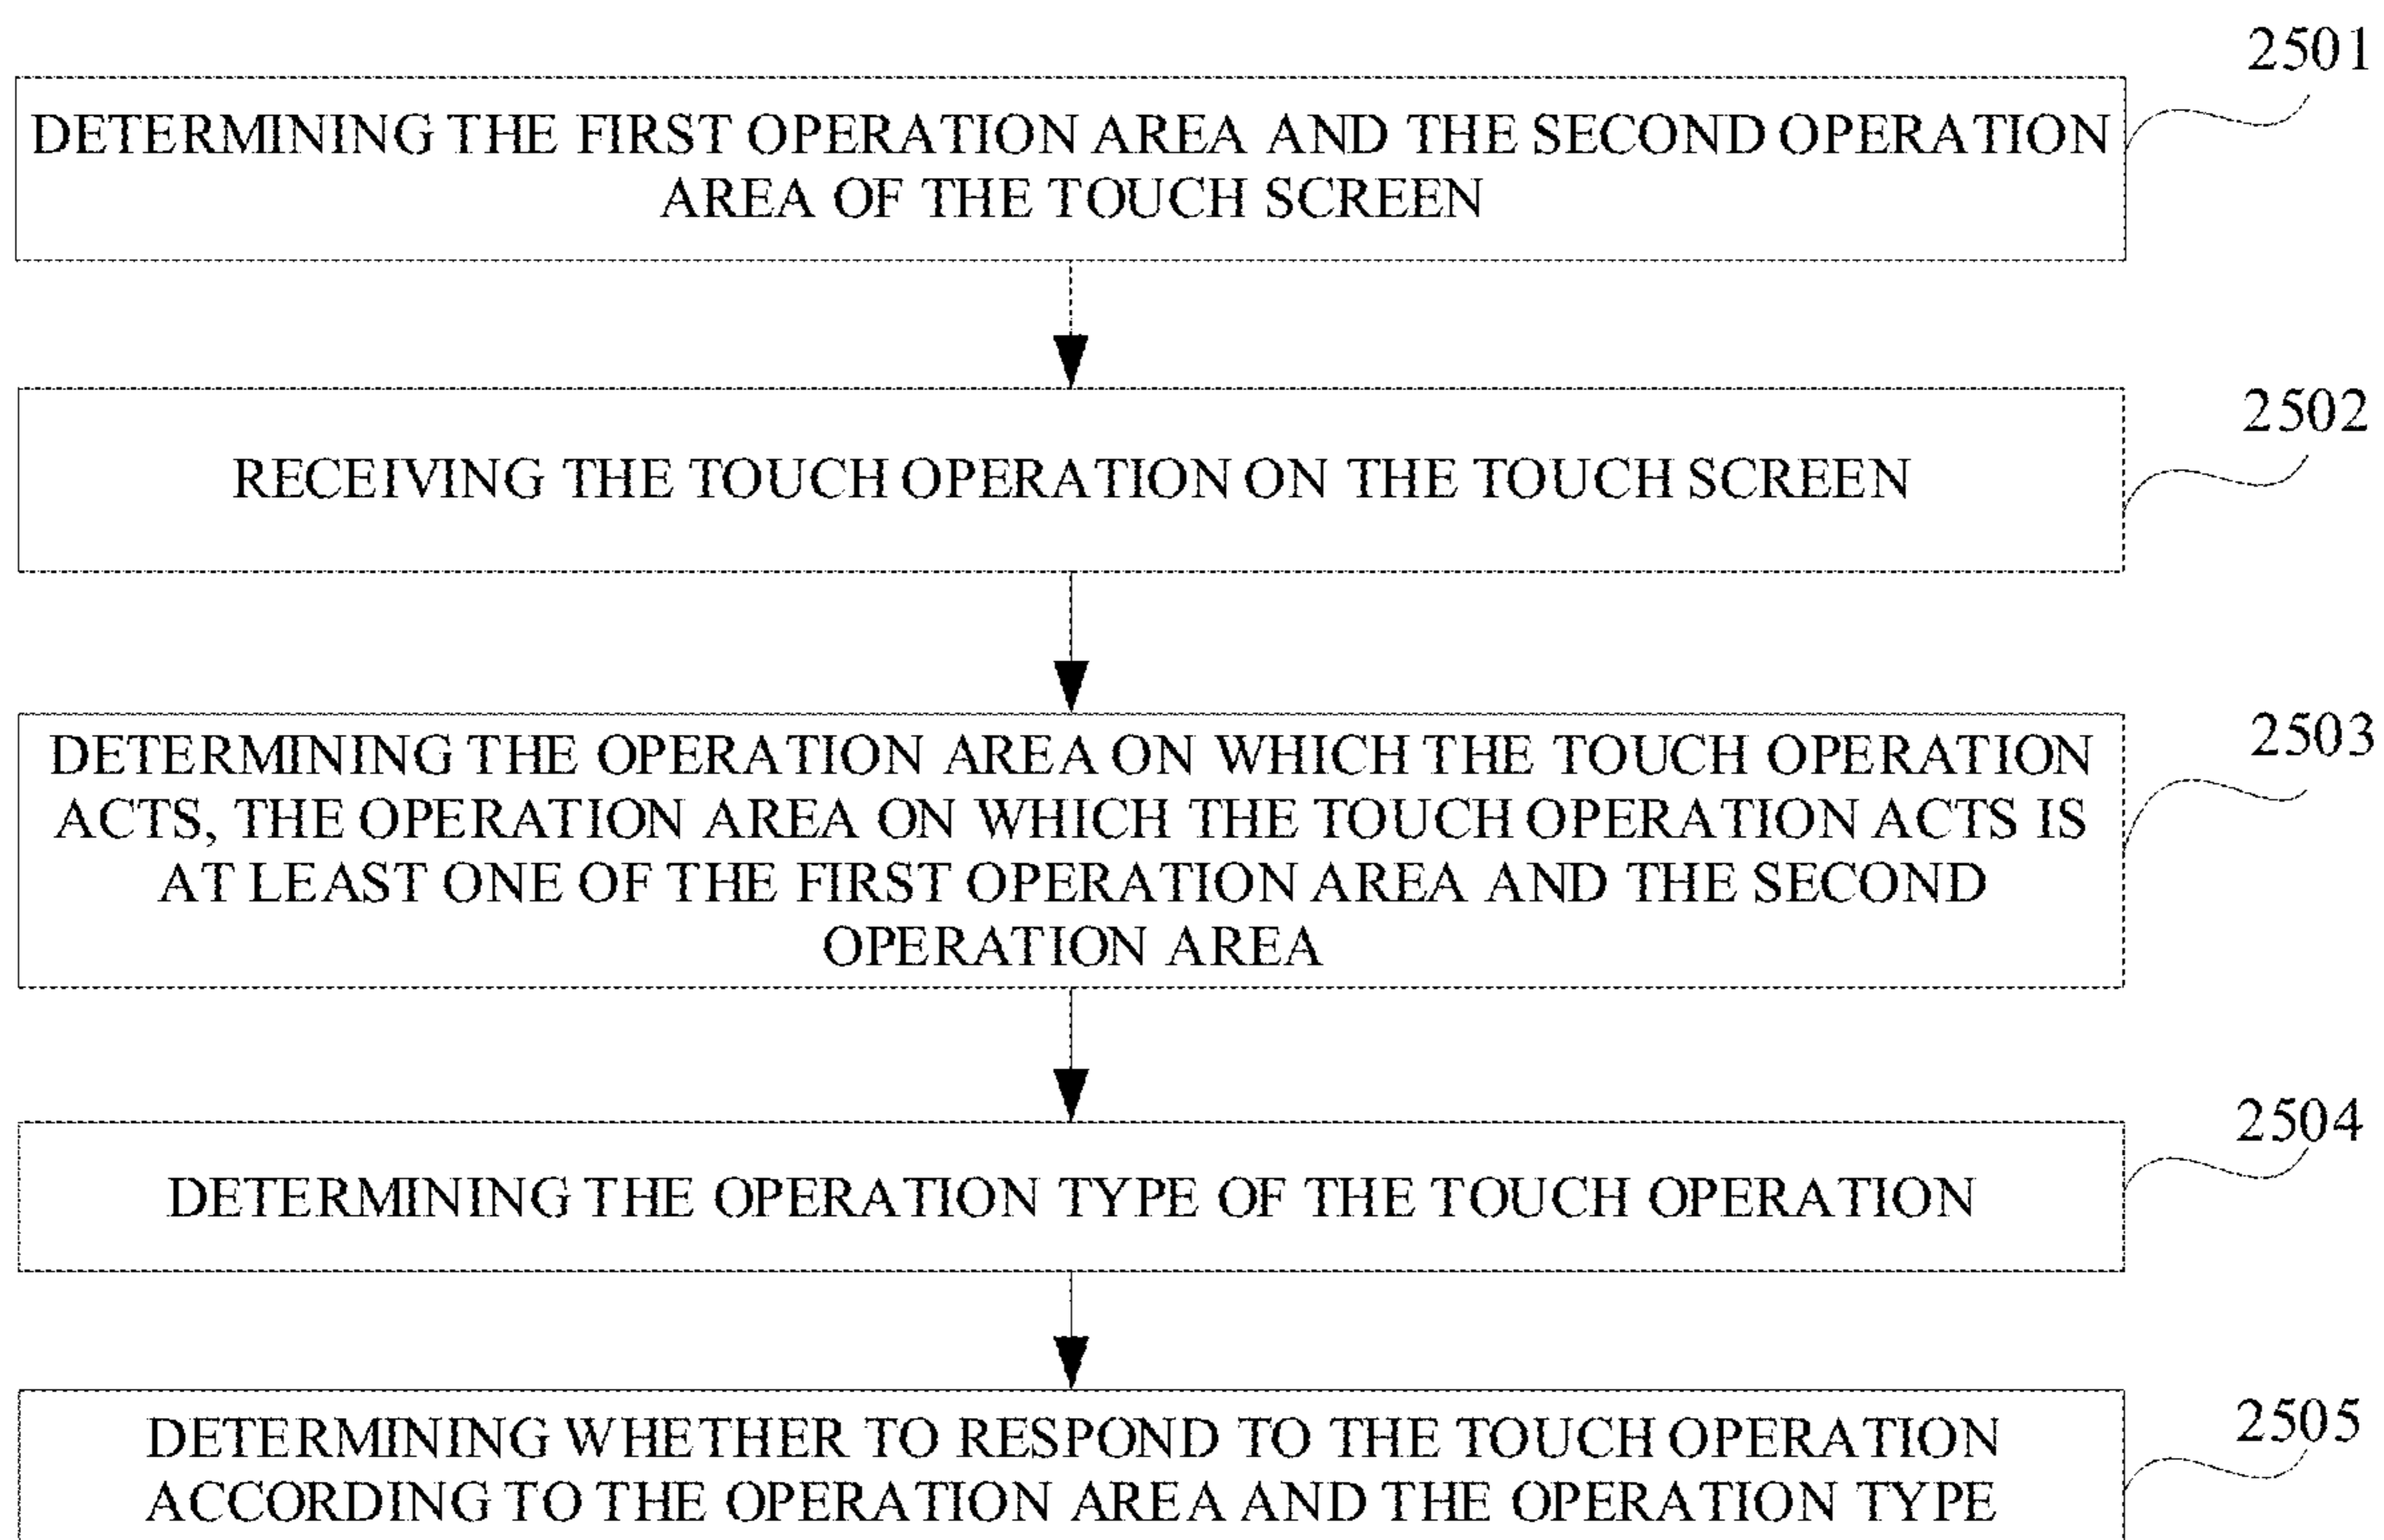 2501
DETERMINING THE FIRST OPERATION AREA AND THE SECOND OPERATION
AREA OF THE TOUCH SCREEN
2502
RECEIVING THE TOUCH OPERATION ON THE TOUCH SCREEN
2503
DETERMINING THE OPERATION AREA ON WHICH THE TOUCH OPERATION
ACTS, THE OPERATION AREA ON WHICH THE TOUCH OPERATION ACTS IS
AT LEAST ONE OF THE FIRST OPERATION AREA AND THE SECOND
OPERATION AREA
2504
DETERMINING THE OPERATION TYPE OF THE TOUCH OPERATION
2505
DETERMINING WHETHER TO RESPOND TO THE TOUCH OPERATION
ACCORDING TO THE OPERATION AREA AND THE OPERATION TYPE